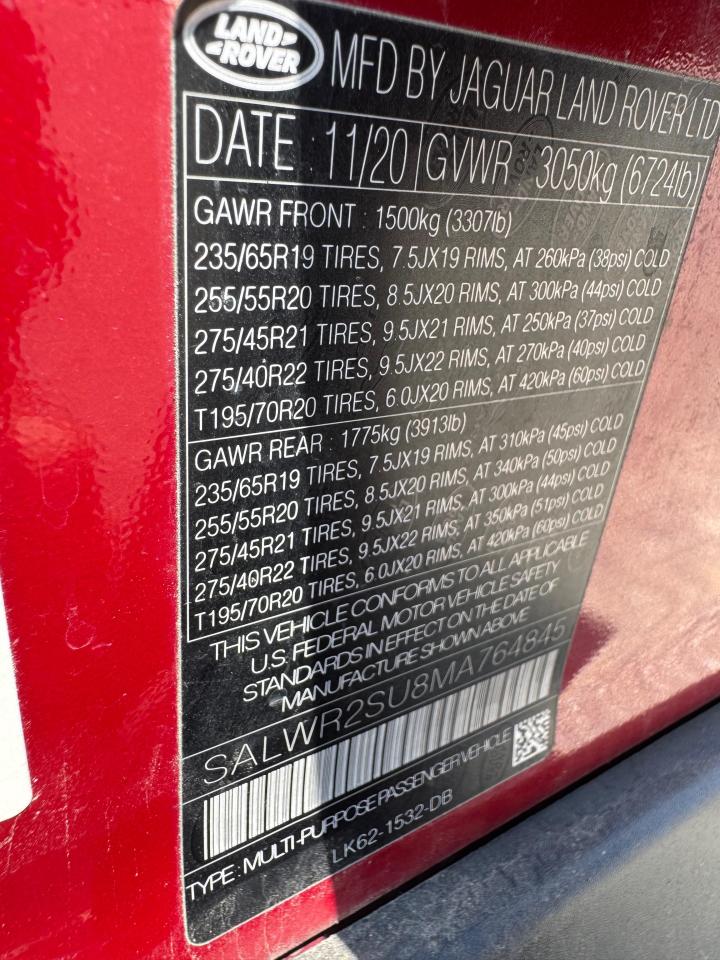 LAND ROVER
MFD BY JAGUAR LAND ROVER LTD
DATE : 11/20 GVWR : 3050kg (6724lb)
GAWR FRONT : 1500kg (3307lb)
235/65R19 TIRES, 7.5JX19 RIMS, AT 260kPa (38psi) COLD
255/55R20 TIRES, 8.5JX20 RIMS, AT 300kPa (44psi) COLD
275/45R21 TIRES, 9.5JX21 RIMS, AT 250kPa (37psi) COLD
275/40R22 TIRES, 9.5JX22 RIMS, AT 270kPa (40psi) COLD
T195/70R20 TIRES, 6.0JX20 RIMS, AT 420kPa (60psi) COLD
GAWR REAR : 1775kg (3913lb)
235/65R19 TIRES, 7.5JX19 RIMS, AT 310kPa (45psi) COLD
255/55R20 TIRES, 8.5JX20 RIMS, AT 340kPa (50psi) COLD
275/45R21 TIRES, 9.5JX21 RIMS, AT 300kPa (44psi) COLD
275/40R22 TIRES, 9.5JX22 RIMS, AT 350kPa (51psi) COLD
T195/70R20 TIRES, 6.0JX20 RIMS, AT 420kPa (60psi) COLD
THIS VEHICLE CONFORMS TO ALL APPLICABLE
U.S. FEDERAL MOTOR VEHICLE SAFETY
STANDARDS IN EFFECT ON THE DATE OF
MANUFACTURE SHOWN ABOVE
SALWR2SU8MA764845
TYPE: MULTI-PURPOSE PASSENGER VEHICLE
LK62-1532-DB